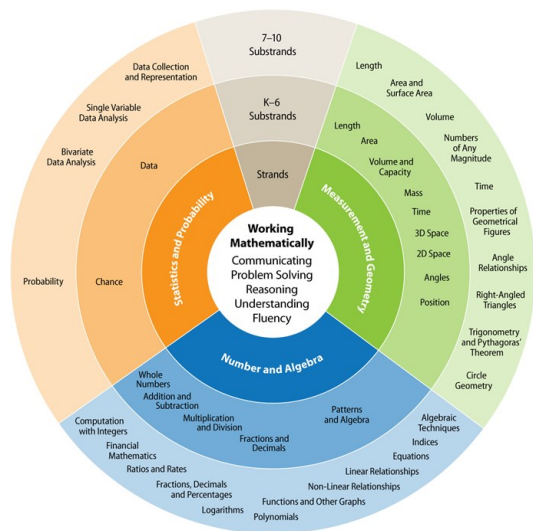 7–10
Substrands
K–6
Substrands
Strands
Working
Mathematically
Communicating
Problem Solving
Reasoning
Understanding
Fluency
Statistics and Probability
Data
Chance
Data Collection
and Representation
Single Variable
Data Analysis
Bivariate
Data Analysis
Probability
Measurement and Geometry
Length
Area
Volume and
Capacity
Mass
Time
3D Space
2D Space
Angles
Position
Length
Area and
Surface Area
Volume
Numbers
of Any
Magnitude
Time
Properties of
Geometrical
Figures
Angle
Relationships
Right-Angled
Triangles
Trigonometry
and Pythagoras’
Theorem
Circle
Geometry
Number and Algebra
Whole
Numbers
Addition and
Subtraction
Multiplication
and Division
Fractions and
Decimals
Patterns
and Algebra
Computation
with Integers
Financial
Mathematics
Ratios and Rates
Fractions, Decimals
and Percentages
Logarithms
Polynomials
Functions and Other Graphs
Non-Linear Relationships
Linear Relationships
Equations
Indices
Algebraic
Techniques